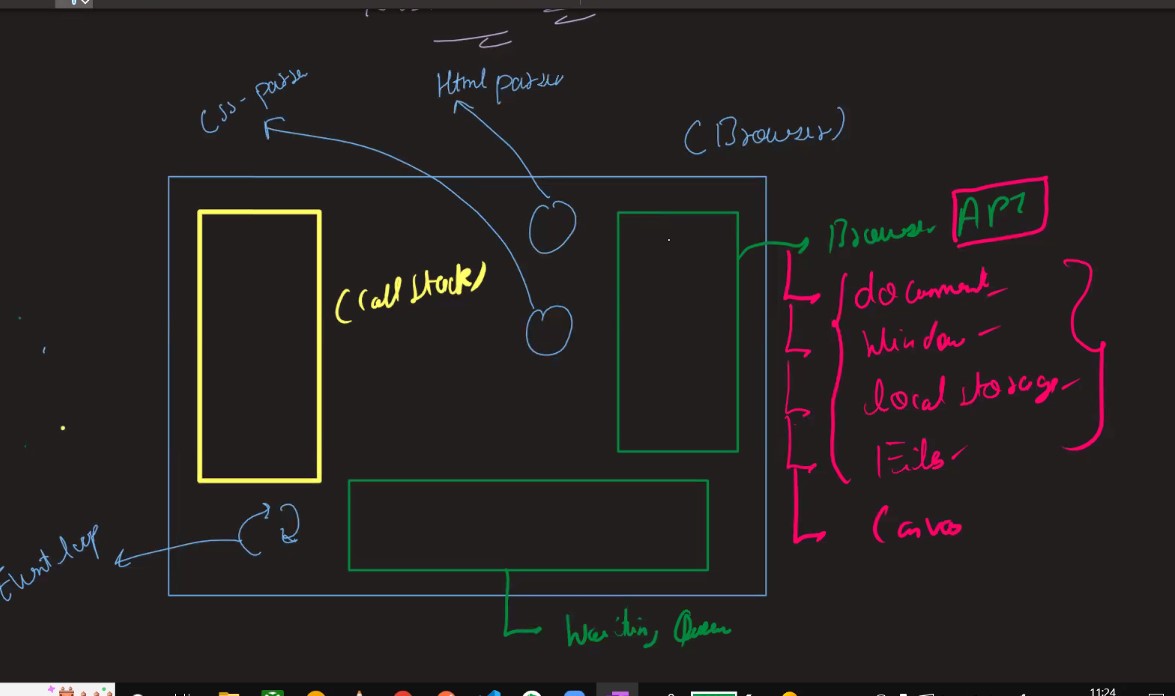 Html parser
Css-parse
(Browser)
Browser API
document
(Call Stack)
Window
local storage
Files
Canvas
Event loop
Waiting Queue
11:24